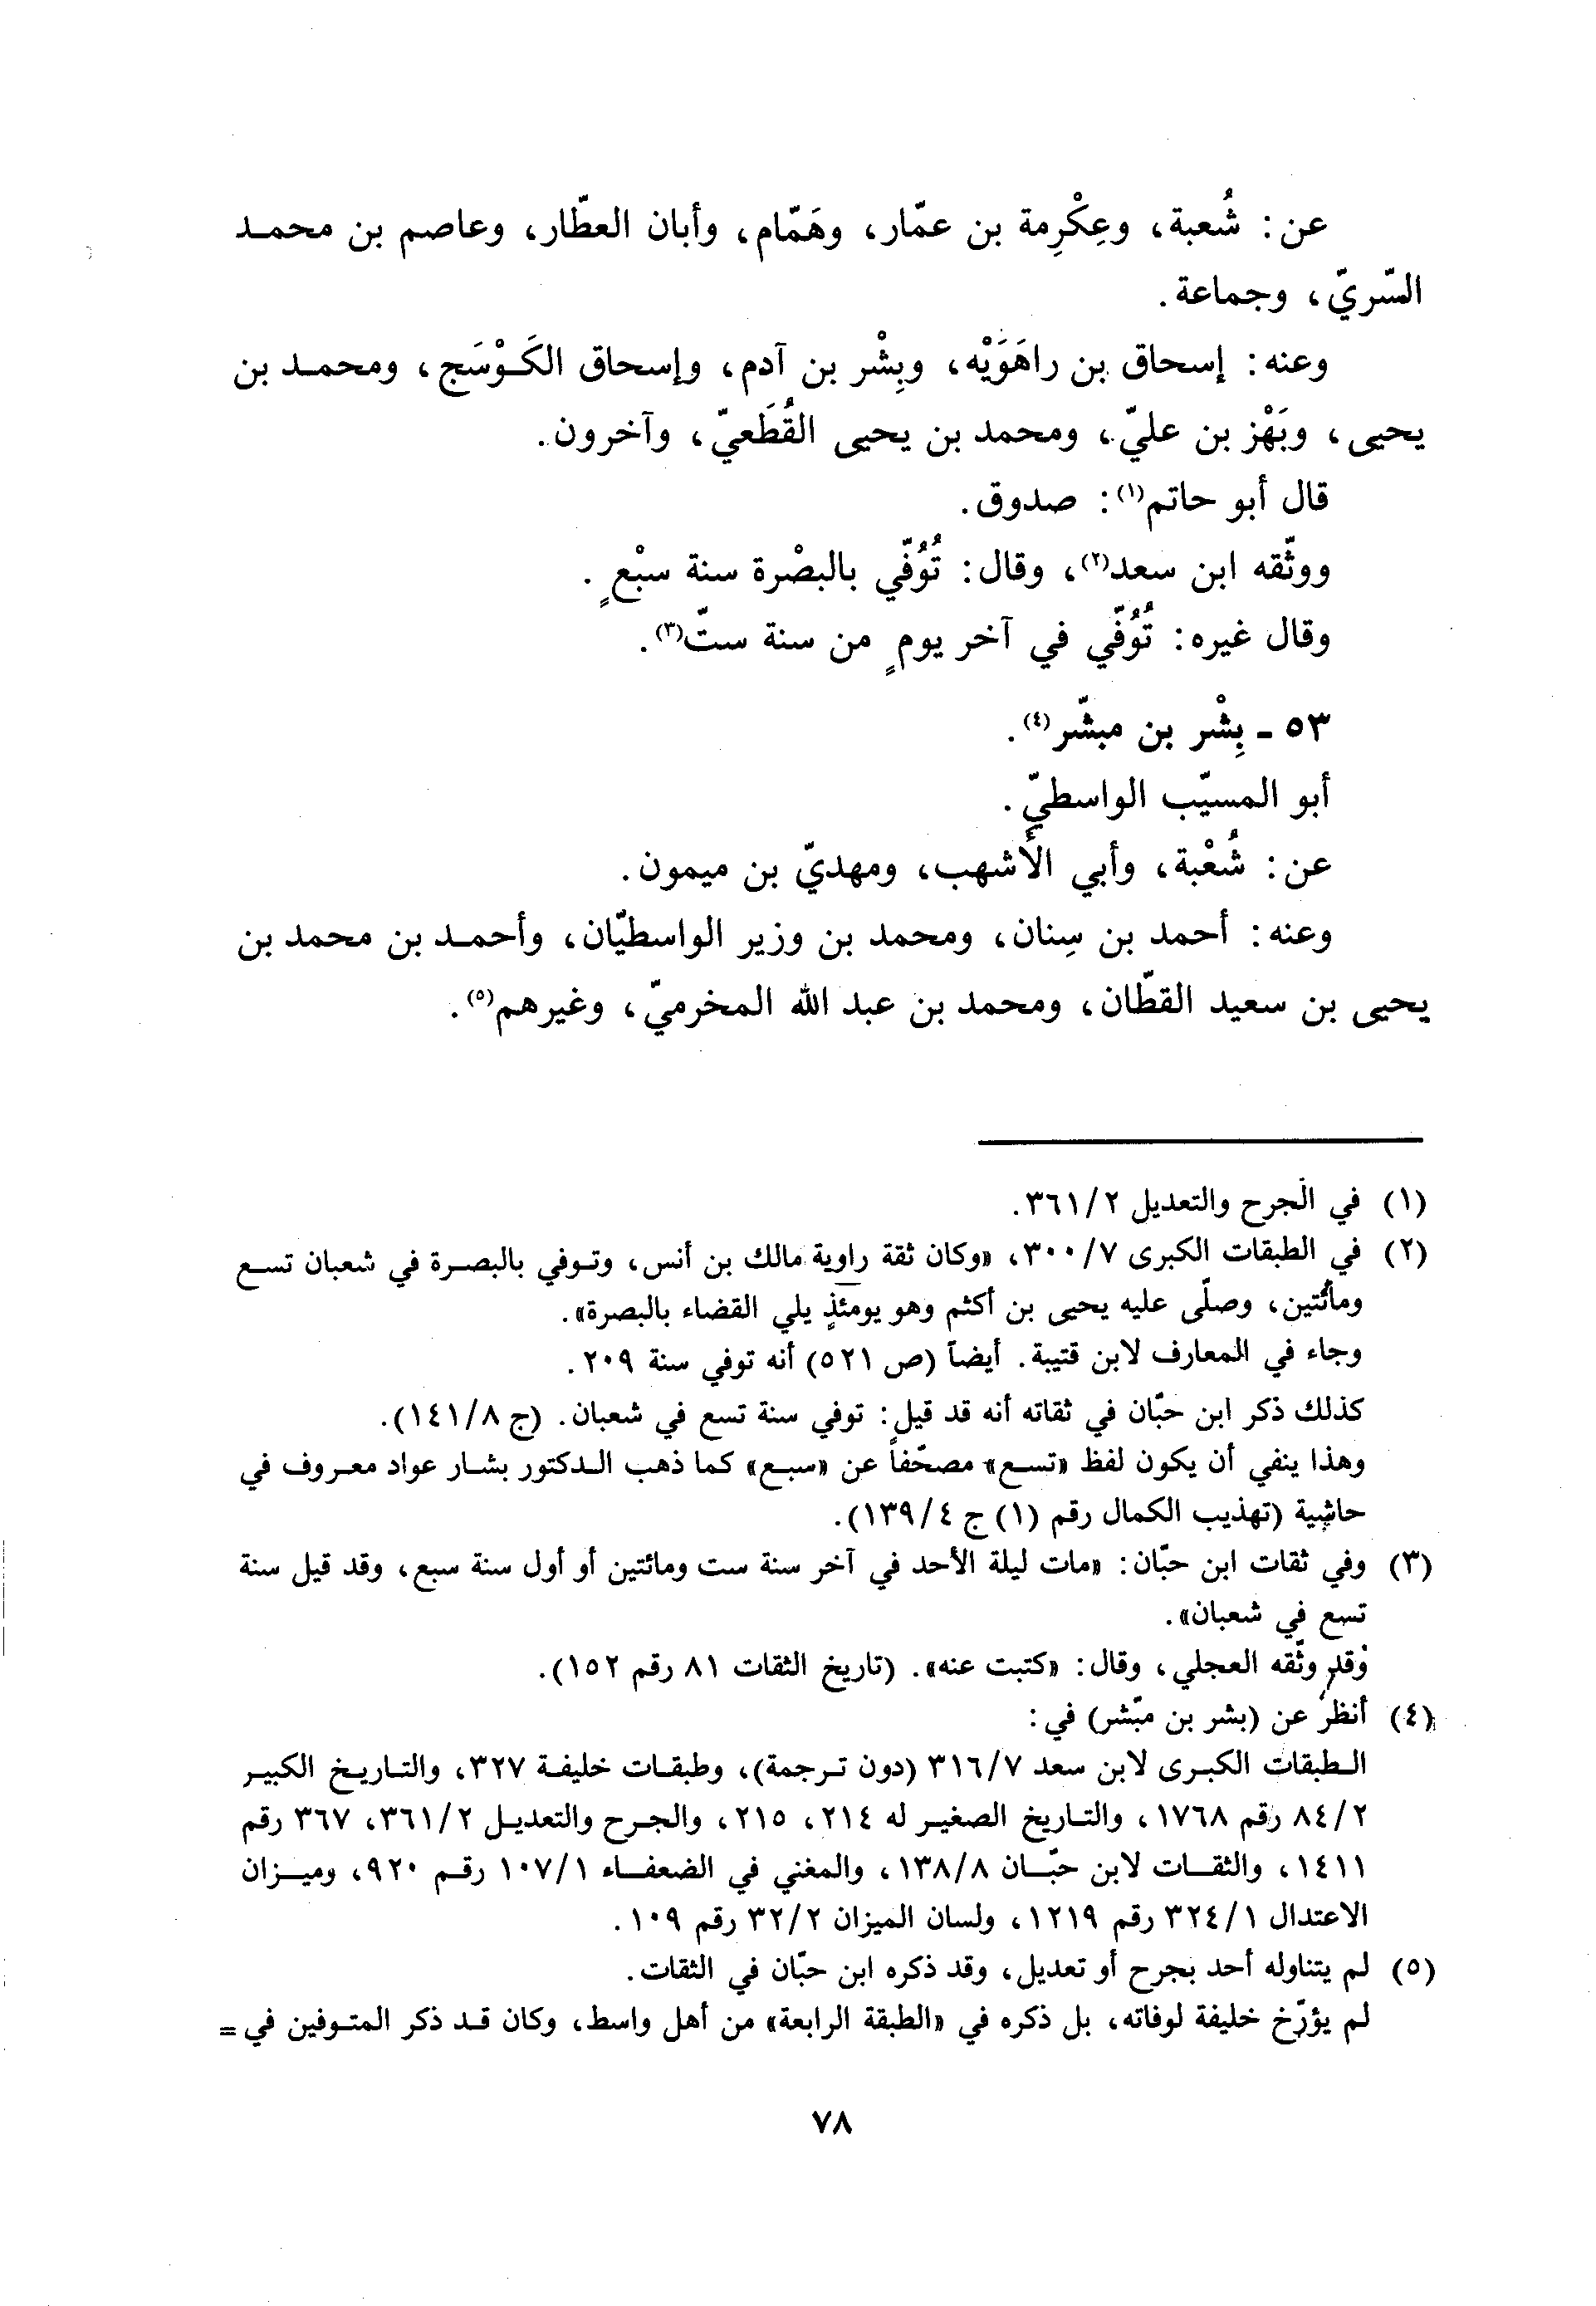 عن: شُعبة، وعِكْرِمة بن عمّار، وهَمّام، وأبان العطّار، وعاصم بن محمد
السّريّ، وجماعة.
وعنه: إسحاق بن راهَوَيْه، وبِشْر بن آدم، وإسحاق الكَوْسَج، ومحمد بن
يحيى، وبَهْز بن عليّ، ومحمد بن يحيى القُطَعيّ، وآخرون.
قال أبو حاتم(١): صدوق.
ووثّقه ابن سعد(٢)، وقال: تُوُفّي بالبصْرة سنة سبْعٍ.
وقال غيره: تُوُفّي في آخر يومٍ من سنة ستّ(٣).
٥٣ - بِشْر بن مبشّر(٤).
أبو المسيّب الواسطيّ.
عن: شُعْبة، وأبي الأشهب، ومهديّ بن ميمون.
وعنه: أحمد بن سِنان، ومحمد بن وزير الواسطيّان، وأحمد بن محمد بن
يحيى بن سعيد القطّان، ومحمد بن عبد الله المخرميّ، وغيرهم(٥).
(١) في الجرح والتعديل ٣٦١/٢.
(٢) في الطبقات الكبرى ٣٠٠/٧، «وكان ثقة راوية مالك بن أنس، وتوفي بالبصرة في شعبان تسع
ومائتين، وصلّى عليه يحيى بن أكثم وهو يومئذٍ يلي القضاء بالبصرة».
وجاء في المعارف لابن قتيبة. أيضاً (ص ٥٢١) أنه توفي سنة ٢٠٩.
كذلك ذكر ابن حبّان في ثقاته أنه قد قيل: توفي سنة تسع في شعبان. (ج ١٤١/٨).
وهذا ينفي أن يكون لفظ «تسع» مصحّفاً عن «سبع» كما ذهب الدكتور بشار عواد معروف في
حاشية (تهذيب الكمال رقم (١) ج ١٣٩/٤).
(٣) وفي ثقات ابن حبّان: «مات ليلة الأحد في آخر سنة ست ومائتين أو أول سنة سبع، وقد قيل سنة
تسع في شعبان».
وقد وثّقه العجلي، وقال: «كتبت عنه». (تاريخ الثقات ٨١ رقم ١٥٢).
(٤) أنظر عن (بشر بن مبّشر) في:
الطبقات الكبرى لابن سعد ٣١٦/٧ (دون ترجمة)، وطبقات خليفة ٣٢٧، والتاريخ الكبير
٨٤/٢ رقم ١٧٦٨، والتاريخ الصغير له ٢١٤، ٢١٥، والجرح والتعديل ٣٦١/٢، ٣٦٧ رقم
١٤١١، والثقات لابن حبّان ١٣٨/٨، والمغني في الضعفاء ١٠٧/١ رقم ٩٢٠، وميزان
الاعتدال ٣٢٤/١ رقم ١٢١٩، ولسان الميزان ٣٢/٢ رقم ١٠٩.
(٥) لم يتناوله أحد بجرح أو تعديل، وقد ذكره ابن حبّان في الثقات.
لم يؤرّخ خليفة لوفاته، بل ذكره في «الطبقة الرابعة» من أهل واسط، وكان قد ذكر المتوفين في =
٧٨